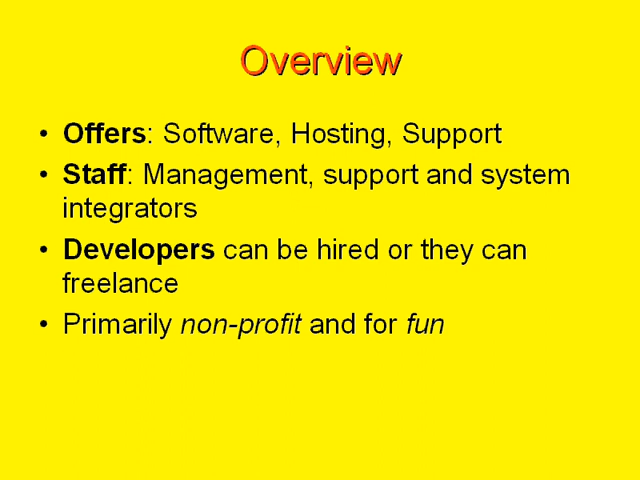 Overview
• Offers: Software, Hosting, Support
• Staff: Management, support and system
integrators
• Developers can be hired or they can
freelance
• Primarily non-profit and for fun